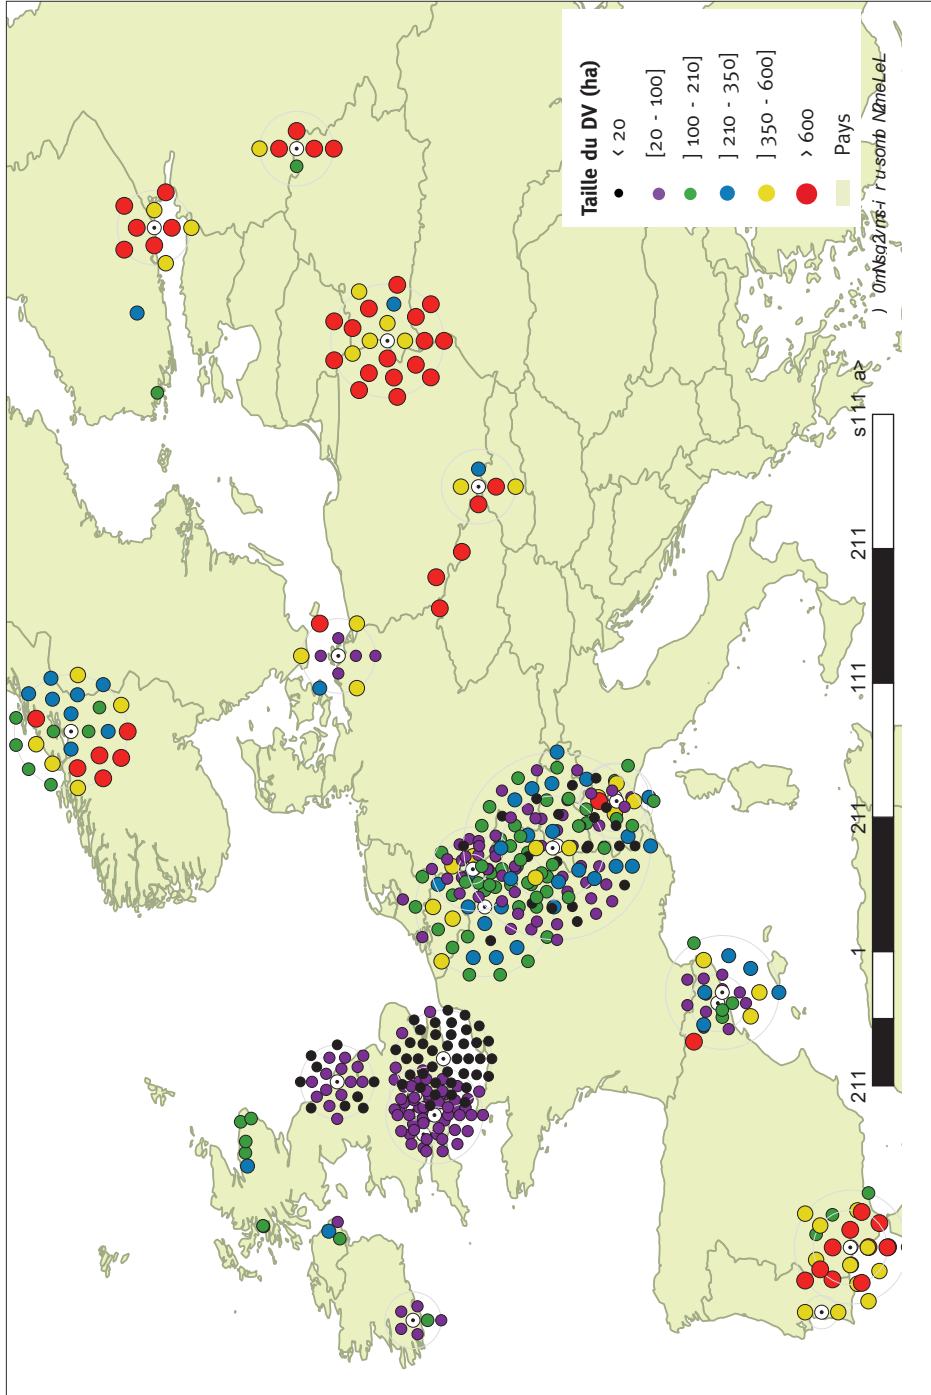 Taille du DV (ha)
< 20
[20 - 100]
] 100 - 210]
] 210 - 350]
] 350 - 600]
> 600
Pays
211 1 211 111 211 s111 a>